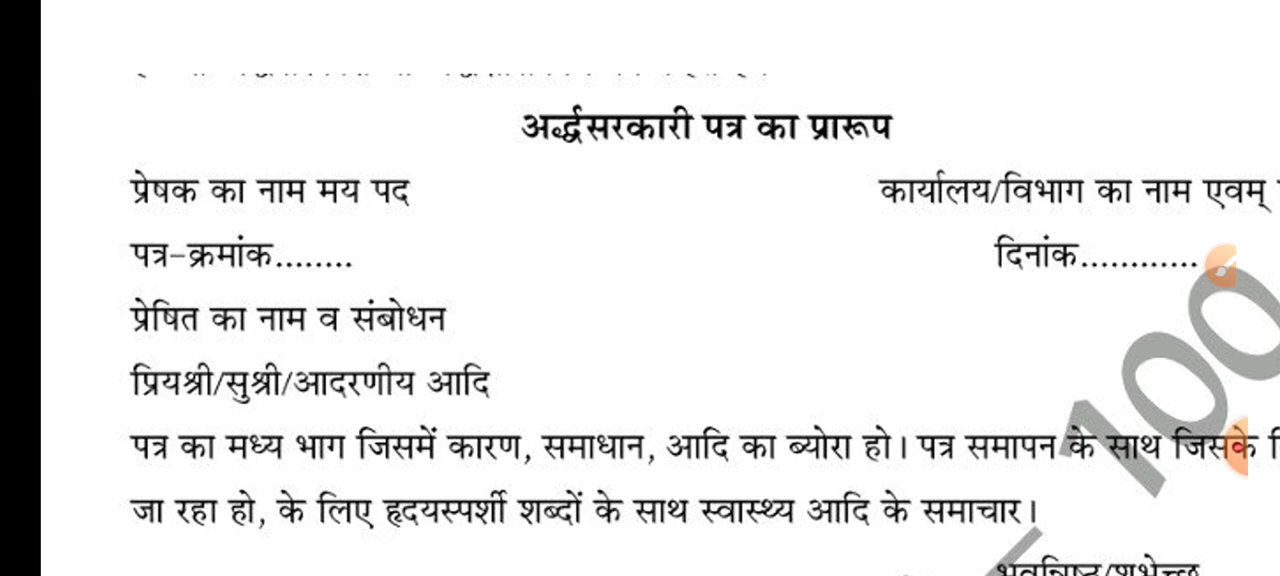 अर्द्धसरकारी पत्र का प्रारूप
प्रेषक का नाम मय पद कार्यालय/विभाग का नाम एवम्
पत्र-क्रमांक........ दिनांक............
प्रेषित का नाम व संबोधन
प्रियश्री/सुश्री/आदरणीय आदि
पत्र का मध्य भाग जिसमें कारण, समाधान, आदि का ब्योरा हो। पत्र समापन के साथ जिसके
जा रहा हो, के लिए हृदयस्पर्शी शब्दों के साथ स्वास्थ्य आदि के समाचार।
100